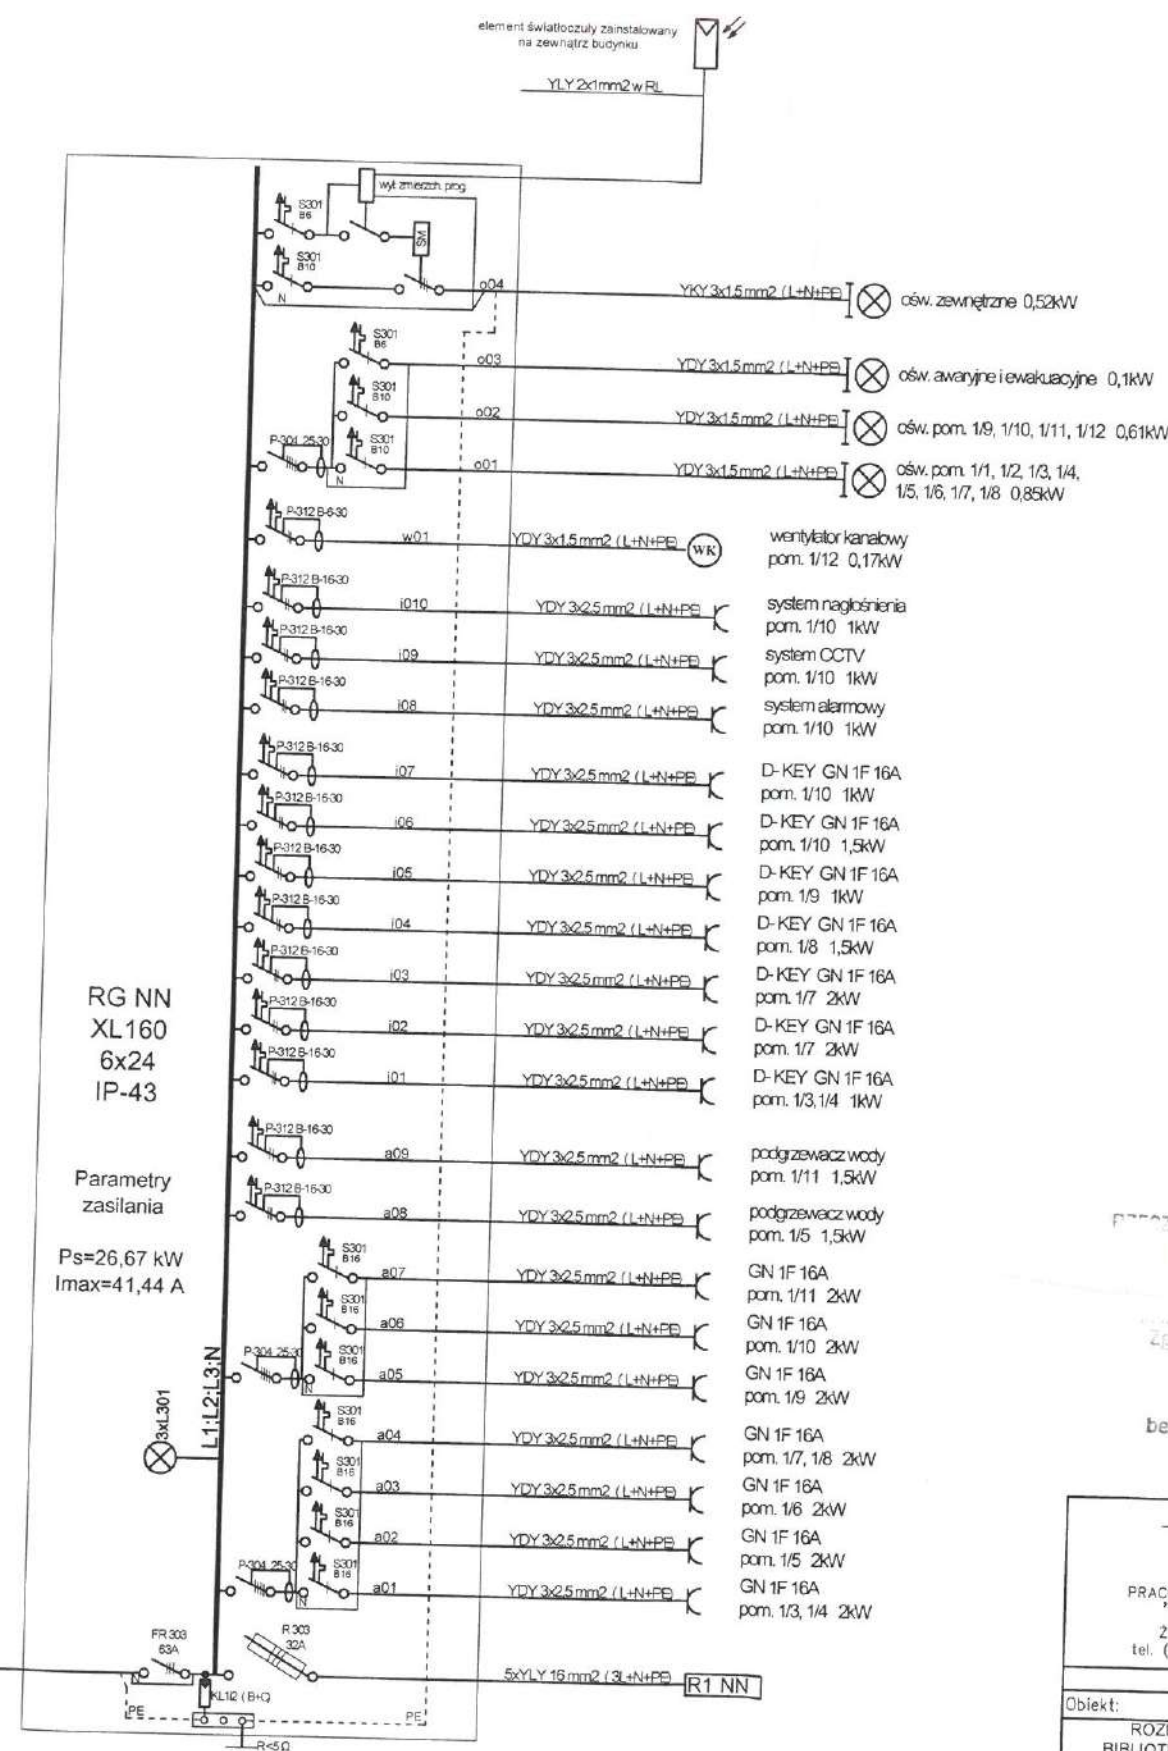 element światłoczuły zainstalowany
na zewnątrz budynku
YLY 2x1mm2 w RL
wył. zmierzch. prog.
S301
B6
SM
S301
B10
N
o04
YKY 3x1.5 mm2 (L+N+PE)
ośw. zewnętrzne 0,52kW
S301
B6
o03
YDY 3x1.5 mm2 (L+N+PE)
ośw. awaryjne i ewakuacyjne 0,1kW
S301
B10
o02
YDY 3x1.5 mm2 (L+N+PE)
ośw. pom. 1/9, 1/10, 1/11, 1/12 0,61kW
P-304 25-30
S301
B10
N
o01
YDY 3x1.5 mm2 (L+N+PE)
ośw. pom. 1/1, 1/2, 1/3, 1/4,
1/5, 1/6, 1/7, 1/8 0,85kW
P-312 B-6-30
w01
YDY 3x1.5 mm2 (L+N+PE)
WK
wentylator kanałowy
pom. 1/12 0,17kW
P-312 B-16-30
i010
YDY 3x2.5 mm2 (L+N+PE)
system nagłośnienia
pom. 1/10 1kW
P-312 B-16-30
i09
YDY 3x2.5 mm2 (L+N+PE)
system CCTV
pom. 1/10 1kW
P-312 B-16-30
i08
YDY 3x2.5 mm2 (L+N+PE)
system alarmowy
pom. 1/10 1kW
P-312 B-16-30
i07
YDY 3x2.5 mm2 (L+N+PE)
D-KEY GN 1F 16A
pom. 1/10 1kW
P-312 B-16-30
i06
YDY 3x2.5 mm2 (L+N+PE)
D-KEY GN 1F 16A
pom. 1/10 1,5kW
P-312 B-16-30
i05
YDY 3x2.5 mm2 (L+N+PE)
D-KEY GN 1F 16A
pom. 1/9 1kW
P-312 B-16-30
i04
YDY 3x2.5 mm2 (L+N+PE)
D-KEY GN 1F 16A
pom. 1/8 1,5kW
P-312 B-16-30
i03
YDY 3x2.5 mm2 (L+N+PE)
D-KEY GN 1F 16A
pom. 1/7 2kW
P-312 B-16-30
i02
YDY 3x2.5 mm2 (L+N+PE)
D-KEY GN 1F 16A
pom. 1/7 2kW
P-312 B-16-30
i01
YDY 3x2.5 mm2 (L+N+PE)
D-KEY GN 1F 16A
pom. 1/3,1/4 1kW
RG NN
XL160
6x24
IP-43
Parametry
zasilania
Ps=26,67 kW
Imax=41,44 A
P-312 B-16-30
a09
YDY 3x2.5 mm2 (L+N+PE)
podgrzewacz wody
pom. 1/11 1,5kW
P-312 B-16-30
a08
YDY 3x2.5 mm2 (L+N+PE)
podgrzewacz wody
pom. 1/5 1,5kW
S301
B16
a07
YDY 3x2.5 mm2 (L+N+PE)
GN 1F 16A
pom. 1/11 2kW
S301
B16
a06
YDY 3x2.5 mm2 (L+N+PE)
GN 1F 16A
pom. 1/10 2kW
P-304 25-30
S301
B16
N
a05
YDY 3x2.5 mm2 (L+N+PE)
GN 1F 16A
pom. 1/9 2kW
L1;L2;L3;N
3xL301
S301
B16
a04
YDY 3x2.5 mm2 (L+N+PE)
GN 1F 16A
pom. 1/7, 1/8 2kW
S301
B16
a03
YDY 3x2.5 mm2 (L+N+PE)
GN 1F 16A
pom. 1/6 2kW
S301
B16
a02
YDY 3x2.5 mm2 (L+N+PE)
GN 1F 16A
pom. 1/5 2kW
P-304 25-30
S301
B16
N
a01
YDY 3x2.5 mm2 (L+N+PE)
GN 1F 16A
pom. 1/3, 1/4 2kW
FR 303
63A
N
R 303
32A
5xYLY 16 mm2 (3L+N+PE)
R1 NN
PE
PE
R<5Ω
be
PRAC
tel. (
Obiekt: